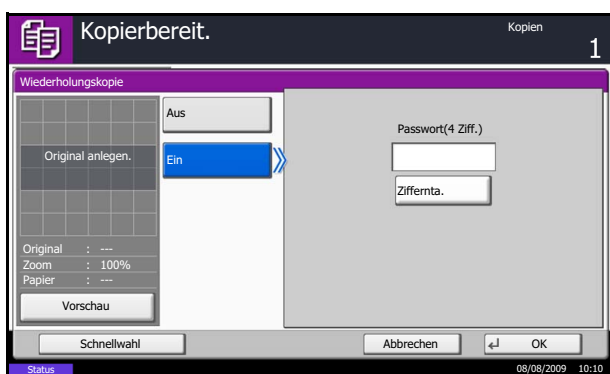 Kopierbereit.
Kopien
1
Wiederholungskopie
Aus
Ein
Original anlegen.
Original : ---
Zoom : 100%
Papier : ---
Vorschau
Passwort(4 Ziff.)
Ziffernta.
Schnellwahl
Abbrechen
OK
Status
08/08/2009 10:10